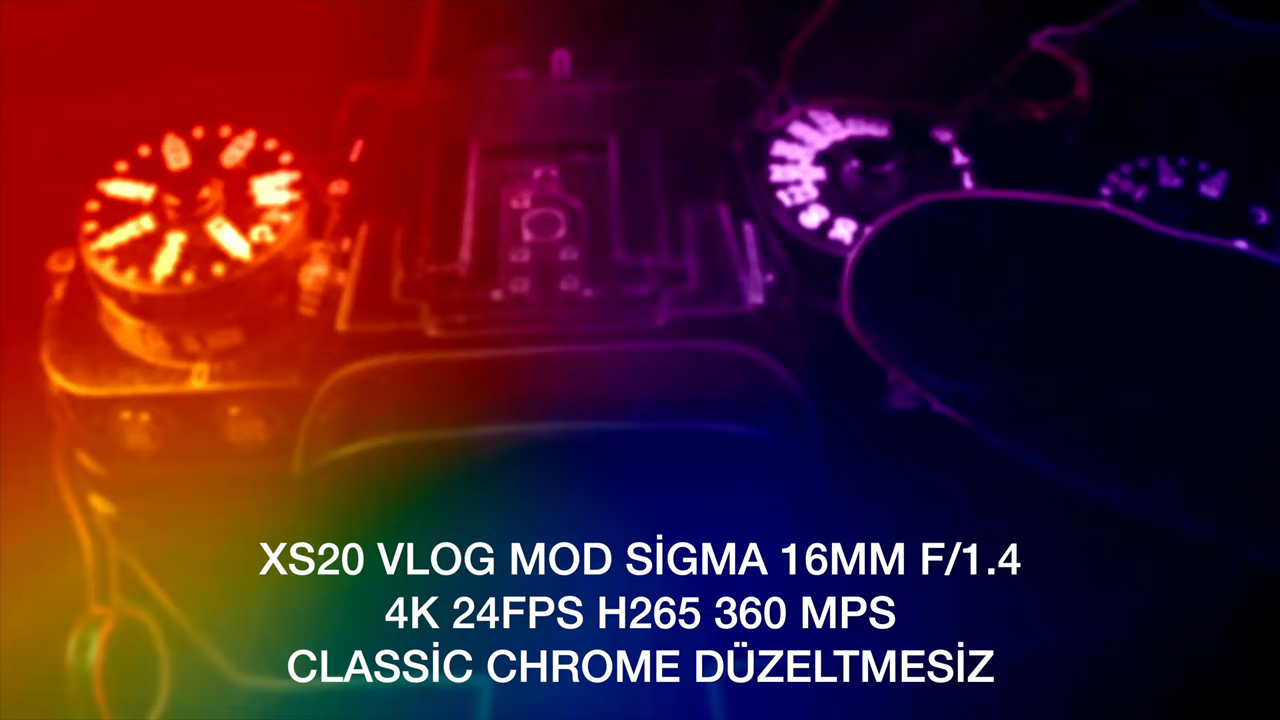 XS20 VLOG MOD SİGMA 16MM F/1.4
4K 24FPS H265 360 MPS
CLASSİC CHROME DÜZELTMESİZ